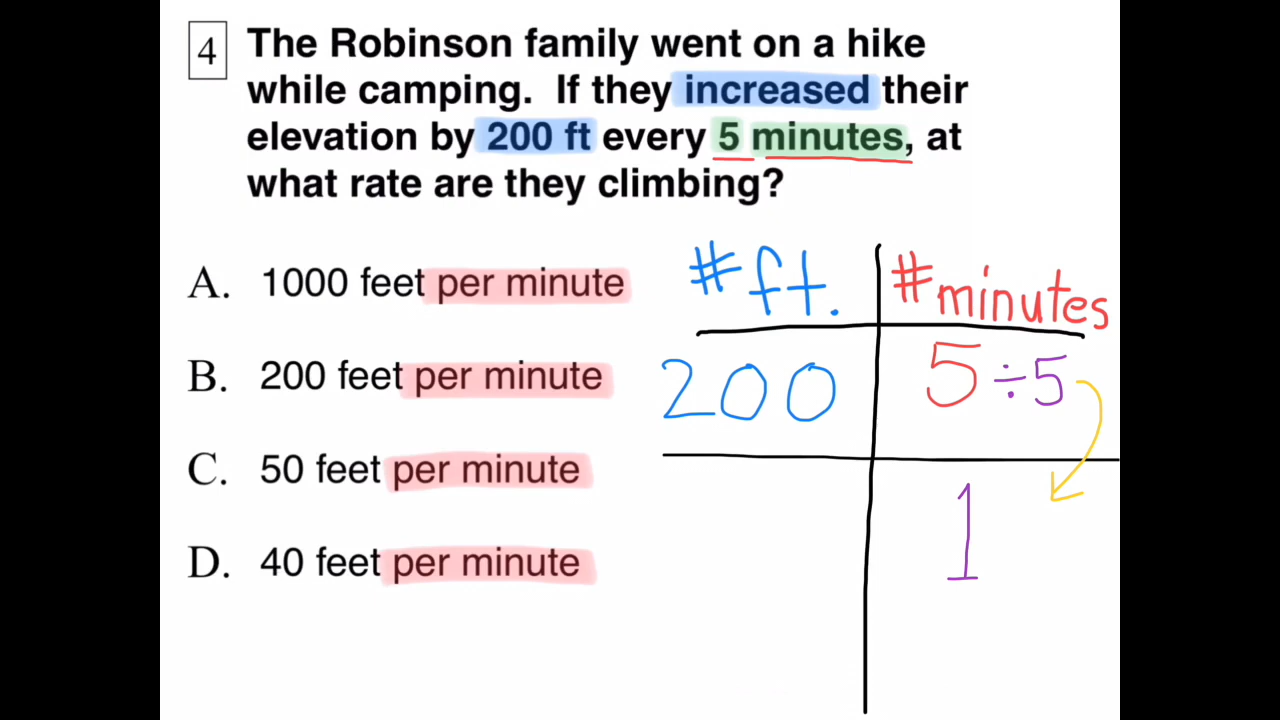 4 The Robinson family went on a hike
while camping. If they increased their
elevation by 200 ft every 5 minutes, at
what rate are they climbing?
A. 1000 feet per minute
B. 200 feet per minute
C. 50 feet per minute
D. 40 feet per minute
#ft. #minutes
200 5 ÷5
1